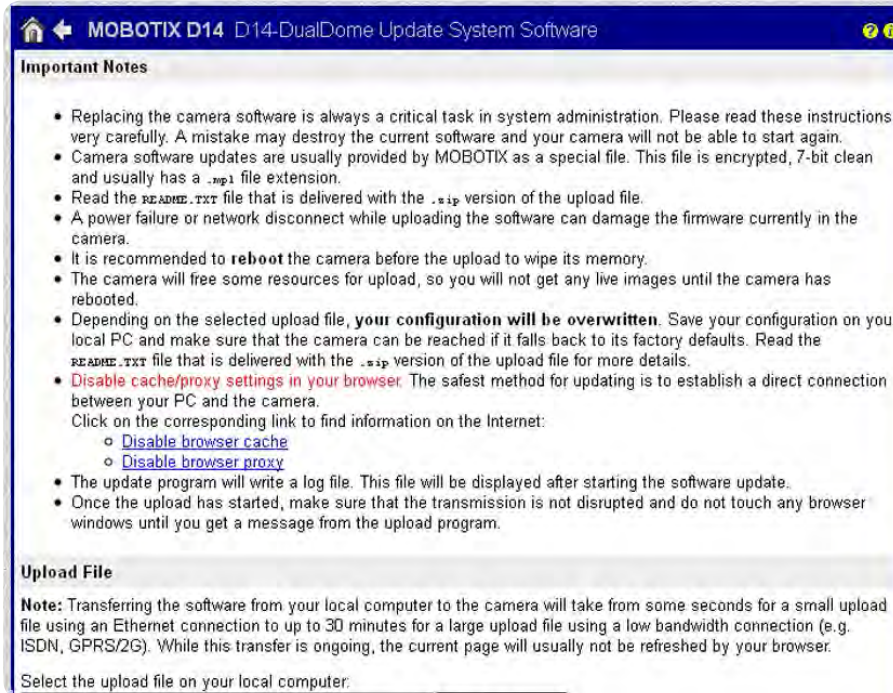 MOBOTIX D14 D14-DualDome Update System Software
Important Notes
• Replacing the camera software is always a critical task in system administration. Please read these instructions
very carefully. A mistake may destroy the current software and your camera will not be able to start again.
• Camera software updates are usually provided by MOBOTIX as a special file. This file is encrypted, 7-bit clean
and usually has a .mp1 file extension.
• Read the README.TXT file that is delivered with the .zip version of the upload file.
• A power failure or network disconnect while uploading the software can damage the firmware currently in the
camera.
• It is recommended to reboot the camera before the upload to wipe its memory.
• The camera will free some resources for upload, so you will not get any live images until the camera has
rebooted.
• Depending on the selected upload file, your configuration will be overwritten. Save your configuration on you
local PC and make sure that the camera can be reached if it falls back to its factory defaults. Read the
README.TXT file that is delivered with the .zip version of the upload file for more details.
• Disable cache/proxy settings in your browser. The safest method for updating is to establish a direct connection
between your PC and the camera.
Click on the corresponding link to find information on the Internet:
○ Disable browser cache
○ Disable browser proxy
• The update program will write a log file. This file will be displayed after starting the software update.
• Once the upload has started, make sure that the transmission is not disrupted and do not touch any browser
windows until you get a message from the upload program.
Upload File
Note: Transferring the software from your local computer to the camera will take from some seconds for a small upload
file using an Ethernet connection to up to 30 minutes for a large upload file using a low bandwidth connection (e.g.
ISDN, GPRS/2G). While this transfer is ongoing, the current page will usually not be refreshed by your browser.
Select the upload file on your local computer: